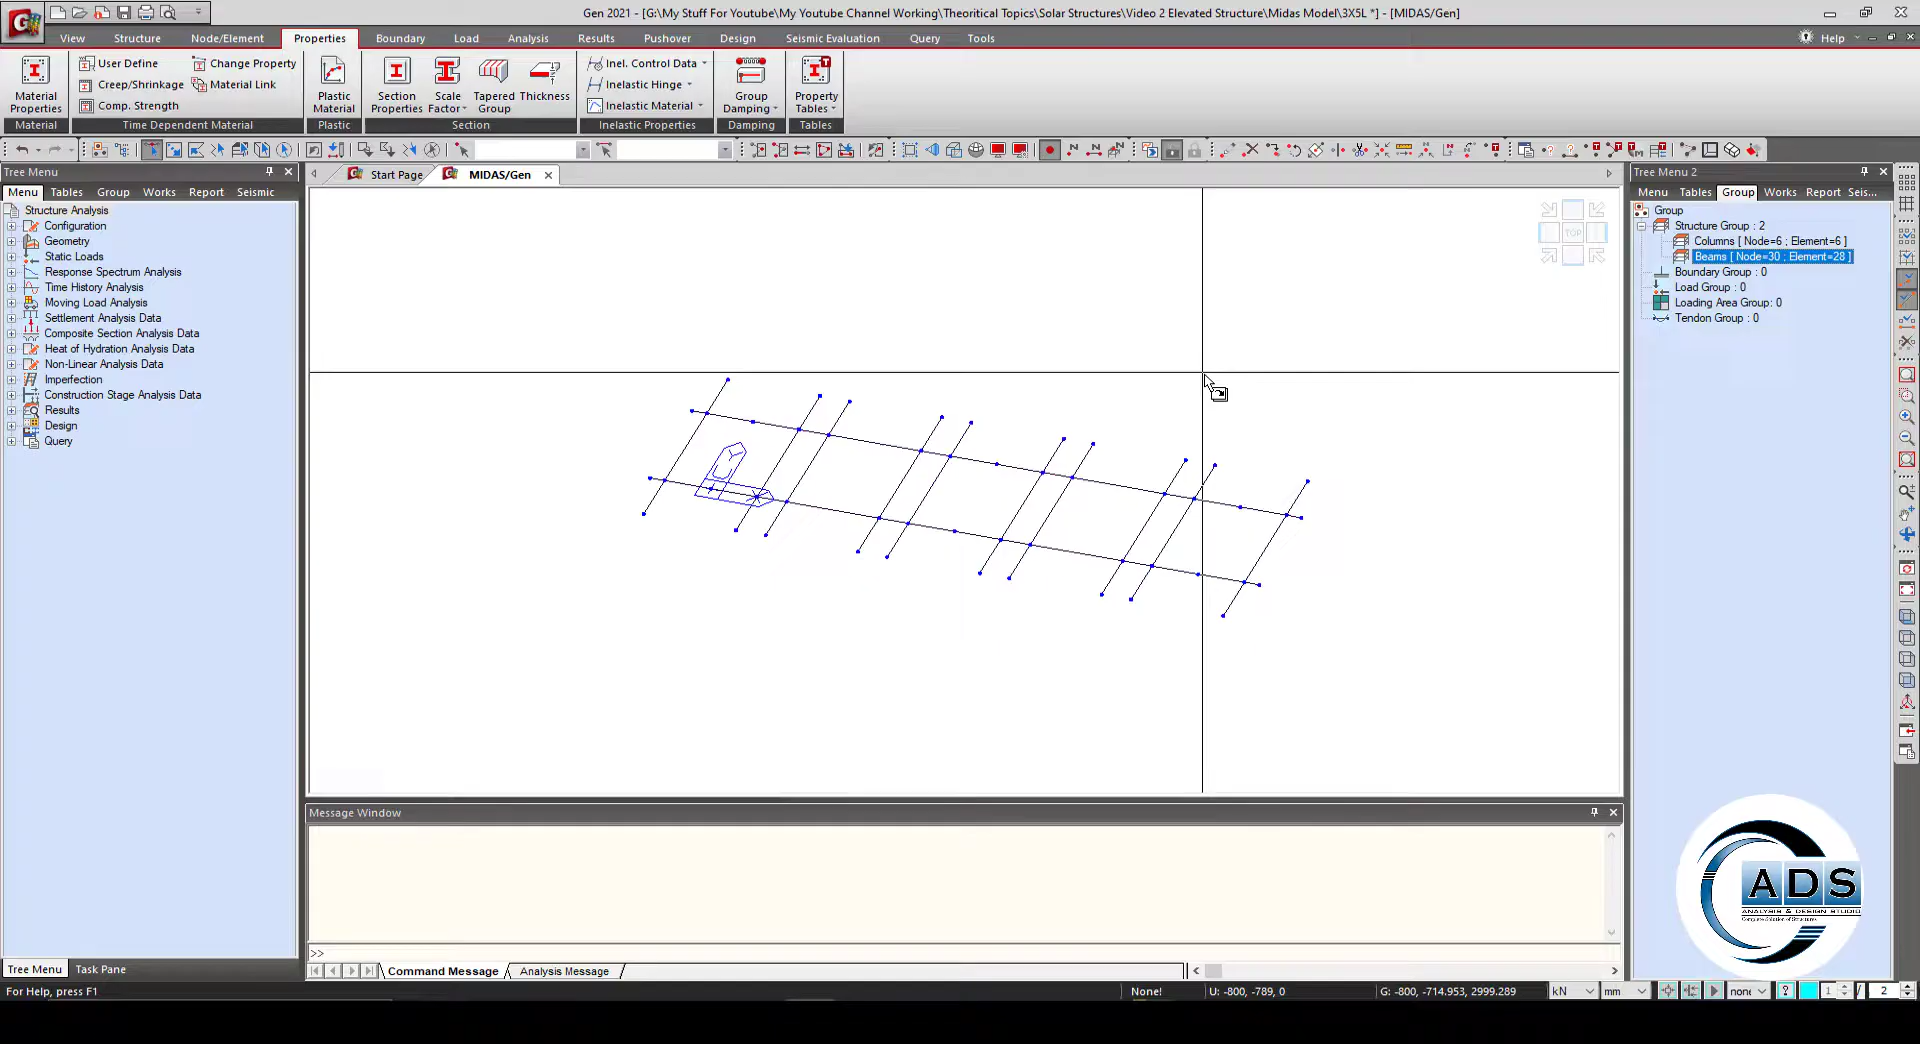 Gen 2021 - [G:\My Stuff For Youtube\My Youtube Channel Working\Theoritical Topics\Solar Structures\Video 2 Elevated Structure\Midas Model\3X5L *] - [MIDAS/Gen]
View Structure Node/Element Properties Boundary Load Analysis Results Pushover Design Seismic Evaluation Query Tools Help
Material Properties
User Define
Creep/Shrinkage
Comp. Strength
Change Property
Material Link
Plastic Material
Section Properties
Scale Factor
Tapered Group
Thickness
Inel. Control Data
Inelastic Hinge
Inelastic Material
Group Damping
Property Tables
Material Time Dependent Material Plastic Section Inelastic Properties Damping Tables
Tree Menu
Menu Tables Group Works Report Seismic
Structure Analysis
Configuration
Geometry
Static Loads
Response Spectrum Analysis
Time History Analysis
Moving Load Analysis
Settlement Analysis Data
Composite Section Analysis Data
Heat of Hydration Analysis Data
Non-Linear Analysis Data
Imperfection
Construction Stage Analysis Data
Results
Design
Query
Tree Menu Task Pane
Start Page MIDAS/Gen
TOP
Message Window
>>
Command Message Analysis Message
Tree Menu 2
Menu Tables Group Works Report Seis...
Group
Structure Group : 2
Columns [ Node=6 ; Element=6 ]
Beams [ Node=30 ; Element=28 ]
Boundary Group : 0
Load Group : 0
Loading Area Group: 0
Tendon Group : 0
ADS
ANALYSIS & DESIGN STUDIO
Complete Solution of Structures
For Help, press F1 None! U: -800, -789, 0 G: -800, -714.953, 2999.289 kN mm none ? 1 / 2